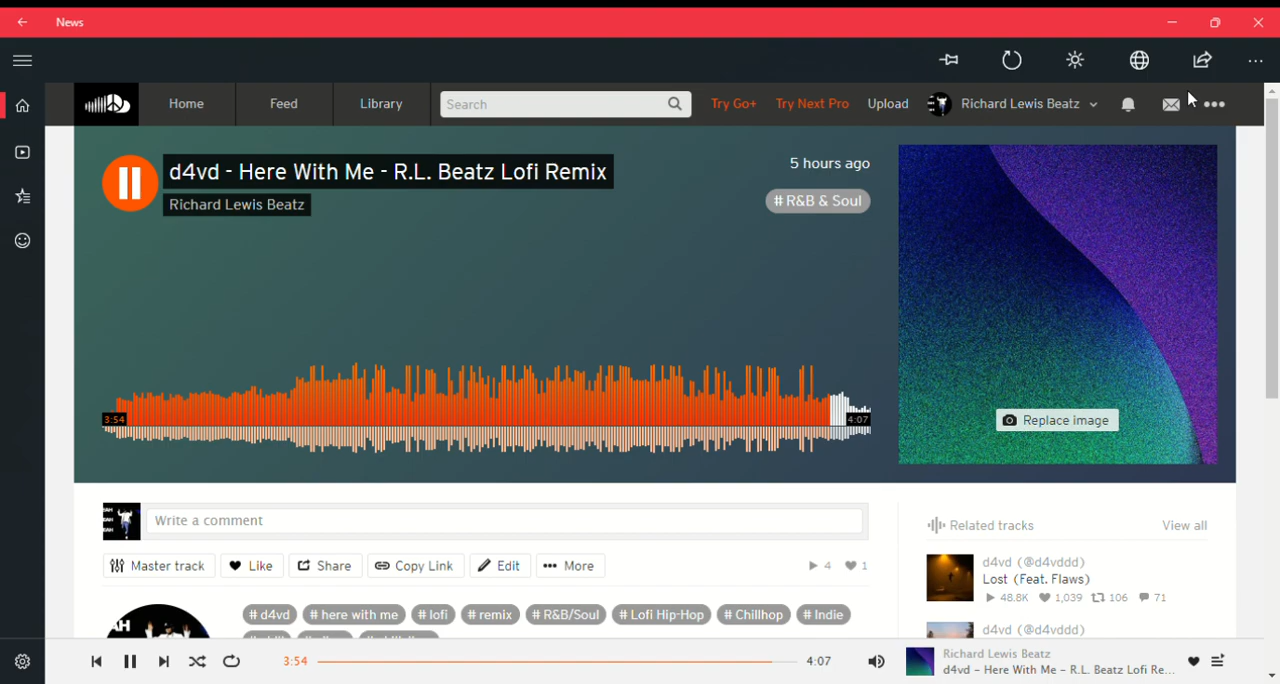 News
Home Feed Library Search Try Go+ Try Next Pro Upload Richard Lewis Beatz
d4vd - Here With Me - R.L. Beatz Lofi Remix
Richard Lewis Beatz
5 hours ago
# R&B & Soul
3:54 4:07
Replace image
Write a comment
Master track Like Share Copy Link Edit More 4 1
# d4vd # here with me # lofi # remix # R&B/Soul # Lofi Hip-Hop # Chillhop # Indie
Related tracks View all
d4vd (@d4vddd)
Lost (Feat. Flaws)
48.8K 1,039 106 71
d4vd (@d4vddd)
3:54 4:07
Richard Lewis Beatz
d4vd - Here With Me - R.L. Beatz Lofi Re...